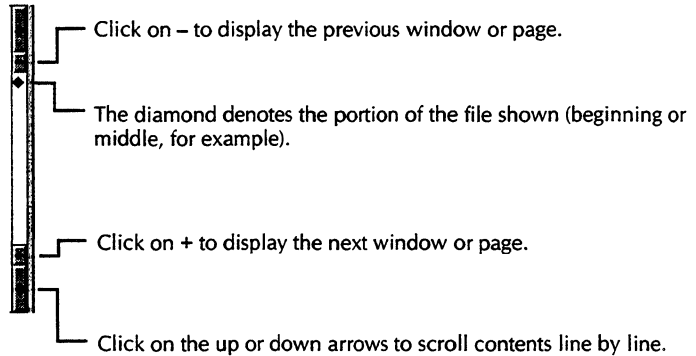 Click on – to display the previous window or page.
The diamond denotes the portion of the file shown (beginning or
middle, for example).
Click on + to display the next window or page.
Click on the up or down arrows to scroll contents line by line.